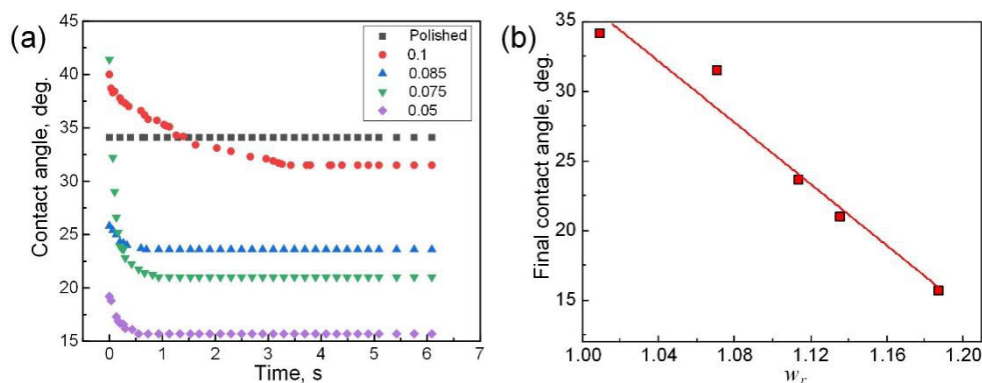 (a)
Contact angle, deg.
45
40
35
30
25
20
15
0 1 2 3 4 5 6 7
Time, s
Polished
0.1
0.085
0.075
0.05
(b)
Final contact angle, deg.
35
30
25
20
15
1.00 1.04 1.08 1.12 1.16 1.20
w_r